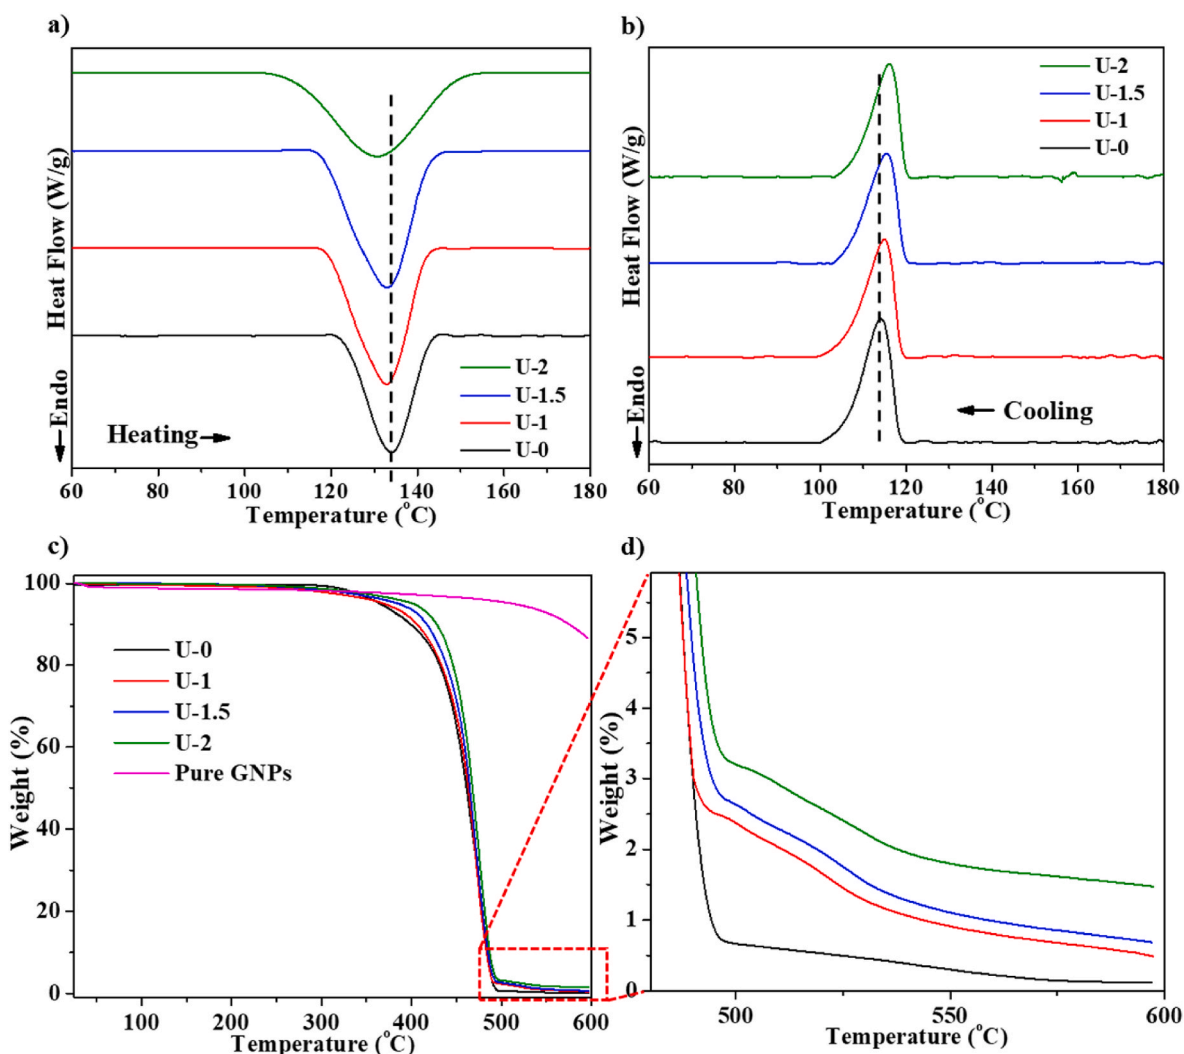 a)
Heat Flow (W/g)
Endo
Heating
U-2
U-1.5
U-1
U-0
60 80 100 120 140 160 180
Temperature (°C)
b)
Heat Flow (W/g)
Endo
U-2
U-1.5
U-1
U-0
Cooling
60 80 100 120 140 160 180
Temperature (°C)
c)
Weight (%)
100
80
60
40
20
0
U-0
U-1
U-1.5
U-2
Pure GNPs
100 200 300 400 500 600
Temperature (°C)
d)
Weight (%)
5
4
3
2
1
0
500 550 600
Temperature (°C)